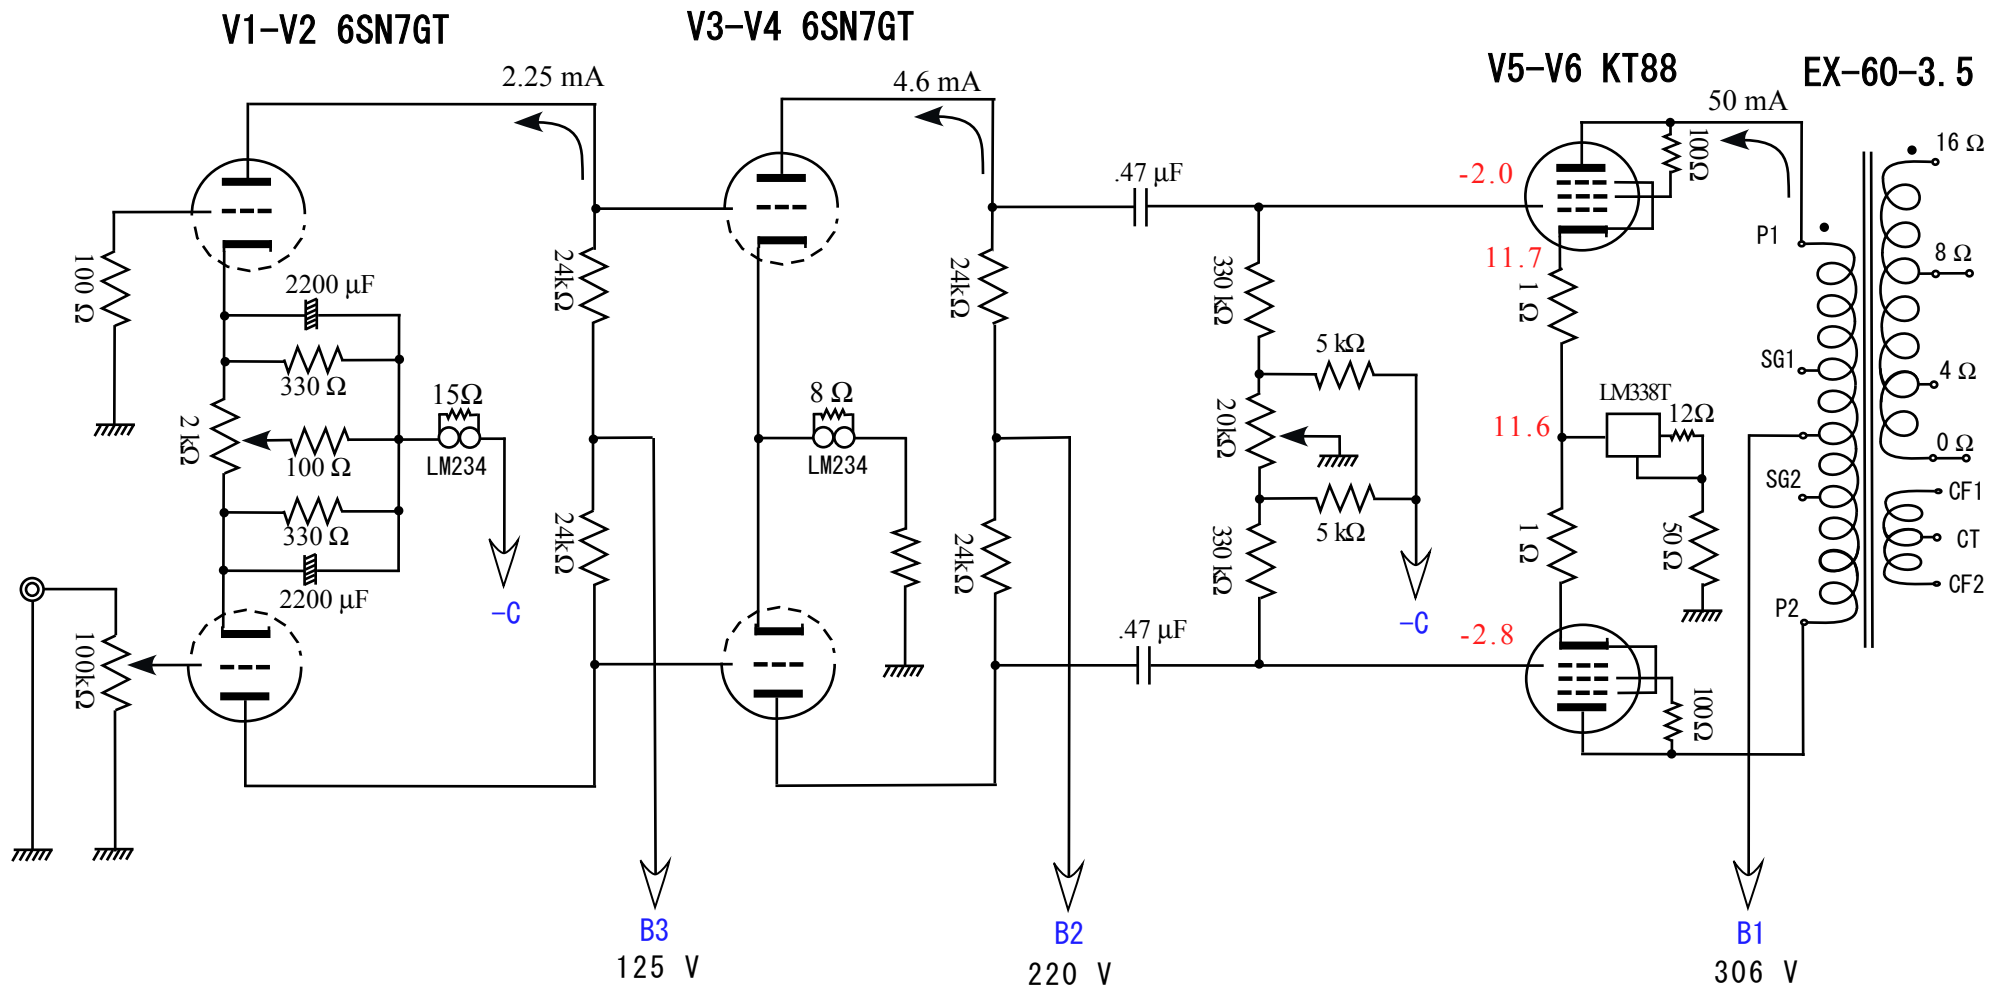 V1-V2 6SN7GT
V3-V4 6SN7GT
V5-V6 KT88
EX-60-3.5
2.25 mA
4.6 mA
50 mA
100Ω
16 Ω
.47 μF
-2.0
P1
8 Ω
11.7
100 Ω
2200 μF
24kΩ
24kΩ
330 kΩ
1 Ω
5 kΩ
SG1
4 Ω
330 Ω
15Ω
8 Ω
LM338T
12Ω
2 kΩ
20kΩ
11.6
0 Ω
100 Ω
LM234
LM234
SG2
CF1
330 Ω
5 kΩ
24kΩ
24kΩ
330 kΩ
1 Ω
50 Ω
CT
CF2
2200 μF
-C
-C
P2
.47 μF
-2.8
100kΩ
100Ω
B3
125 V
B2
220 V
B1
306 V